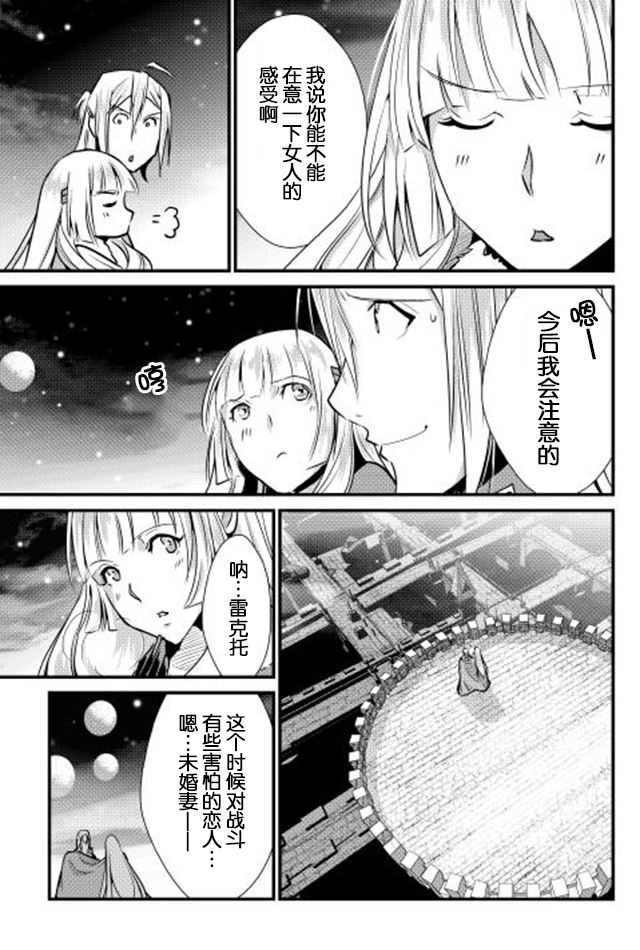 我说你能不能
在意一下女人的
感受啊
嗯—
今后我会注意的
哼
呐…雷克托
这个时候对战斗
有些害怕的恋人…
嗯…未婚妻——